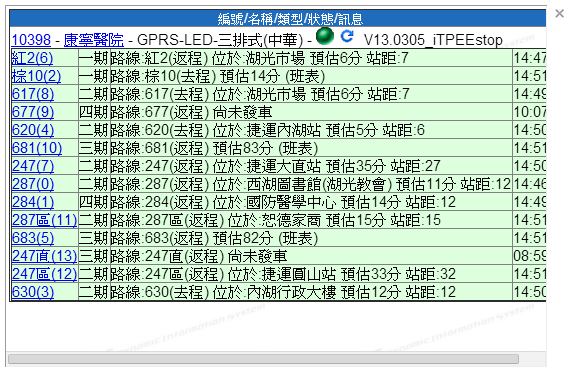 編號/名稱/類型/狀態/訊息
10398 - 康寧醫院 - GPRS-LED-三排式(中華) - V13.0305_iTPEEstop
紅2(6) 一期路線:紅2(返程) 位於:湖光市場 預估6分 站距:7 14:47
棕10(2) 一期路線:棕10(去程) 預估14分 (班表) 14:51
617(8) 二期路線:617(去程) 位於:湖光市場 預估6分 站距:7 14:49
677(9) 四期路線:677(返程) 尚未發車 10:07
620(4) 二期路線:620(去程) 位於:捷運內湖站 預估5分 站距:6 14:50
681(10) 三期路線:681(返程) 預估83分 (班表) 14:51
247(7) 二期路線:247(返程) 位於:捷運大直站 預估35分 站距:27 14:50
287(0) 二期路線:287(返程) 位於:西湖圖書館(湖光教會) 預估11分 站距:12 14:46
284(1) 四期路線:284(返程) 位於:國防醫學中心 預估14分 站距:12 14:49
287區(11) 二期路線:287區(返程) 位於:恕德家商 預估15分 站距:15 14:51
683(5) 三期路線:683(返程) 預估82分 (班表) 14:51
247直(13) 三期路線:247直(返程) 尚未發車 08:59
247區(12) 二期路線:247區(返程) 位於:捷運圓山站 預估33分 站距:32 14:51
630(3) 二期路線:630(去程) 位於:內湖行政大樓 預估12分 站距:12 14:50